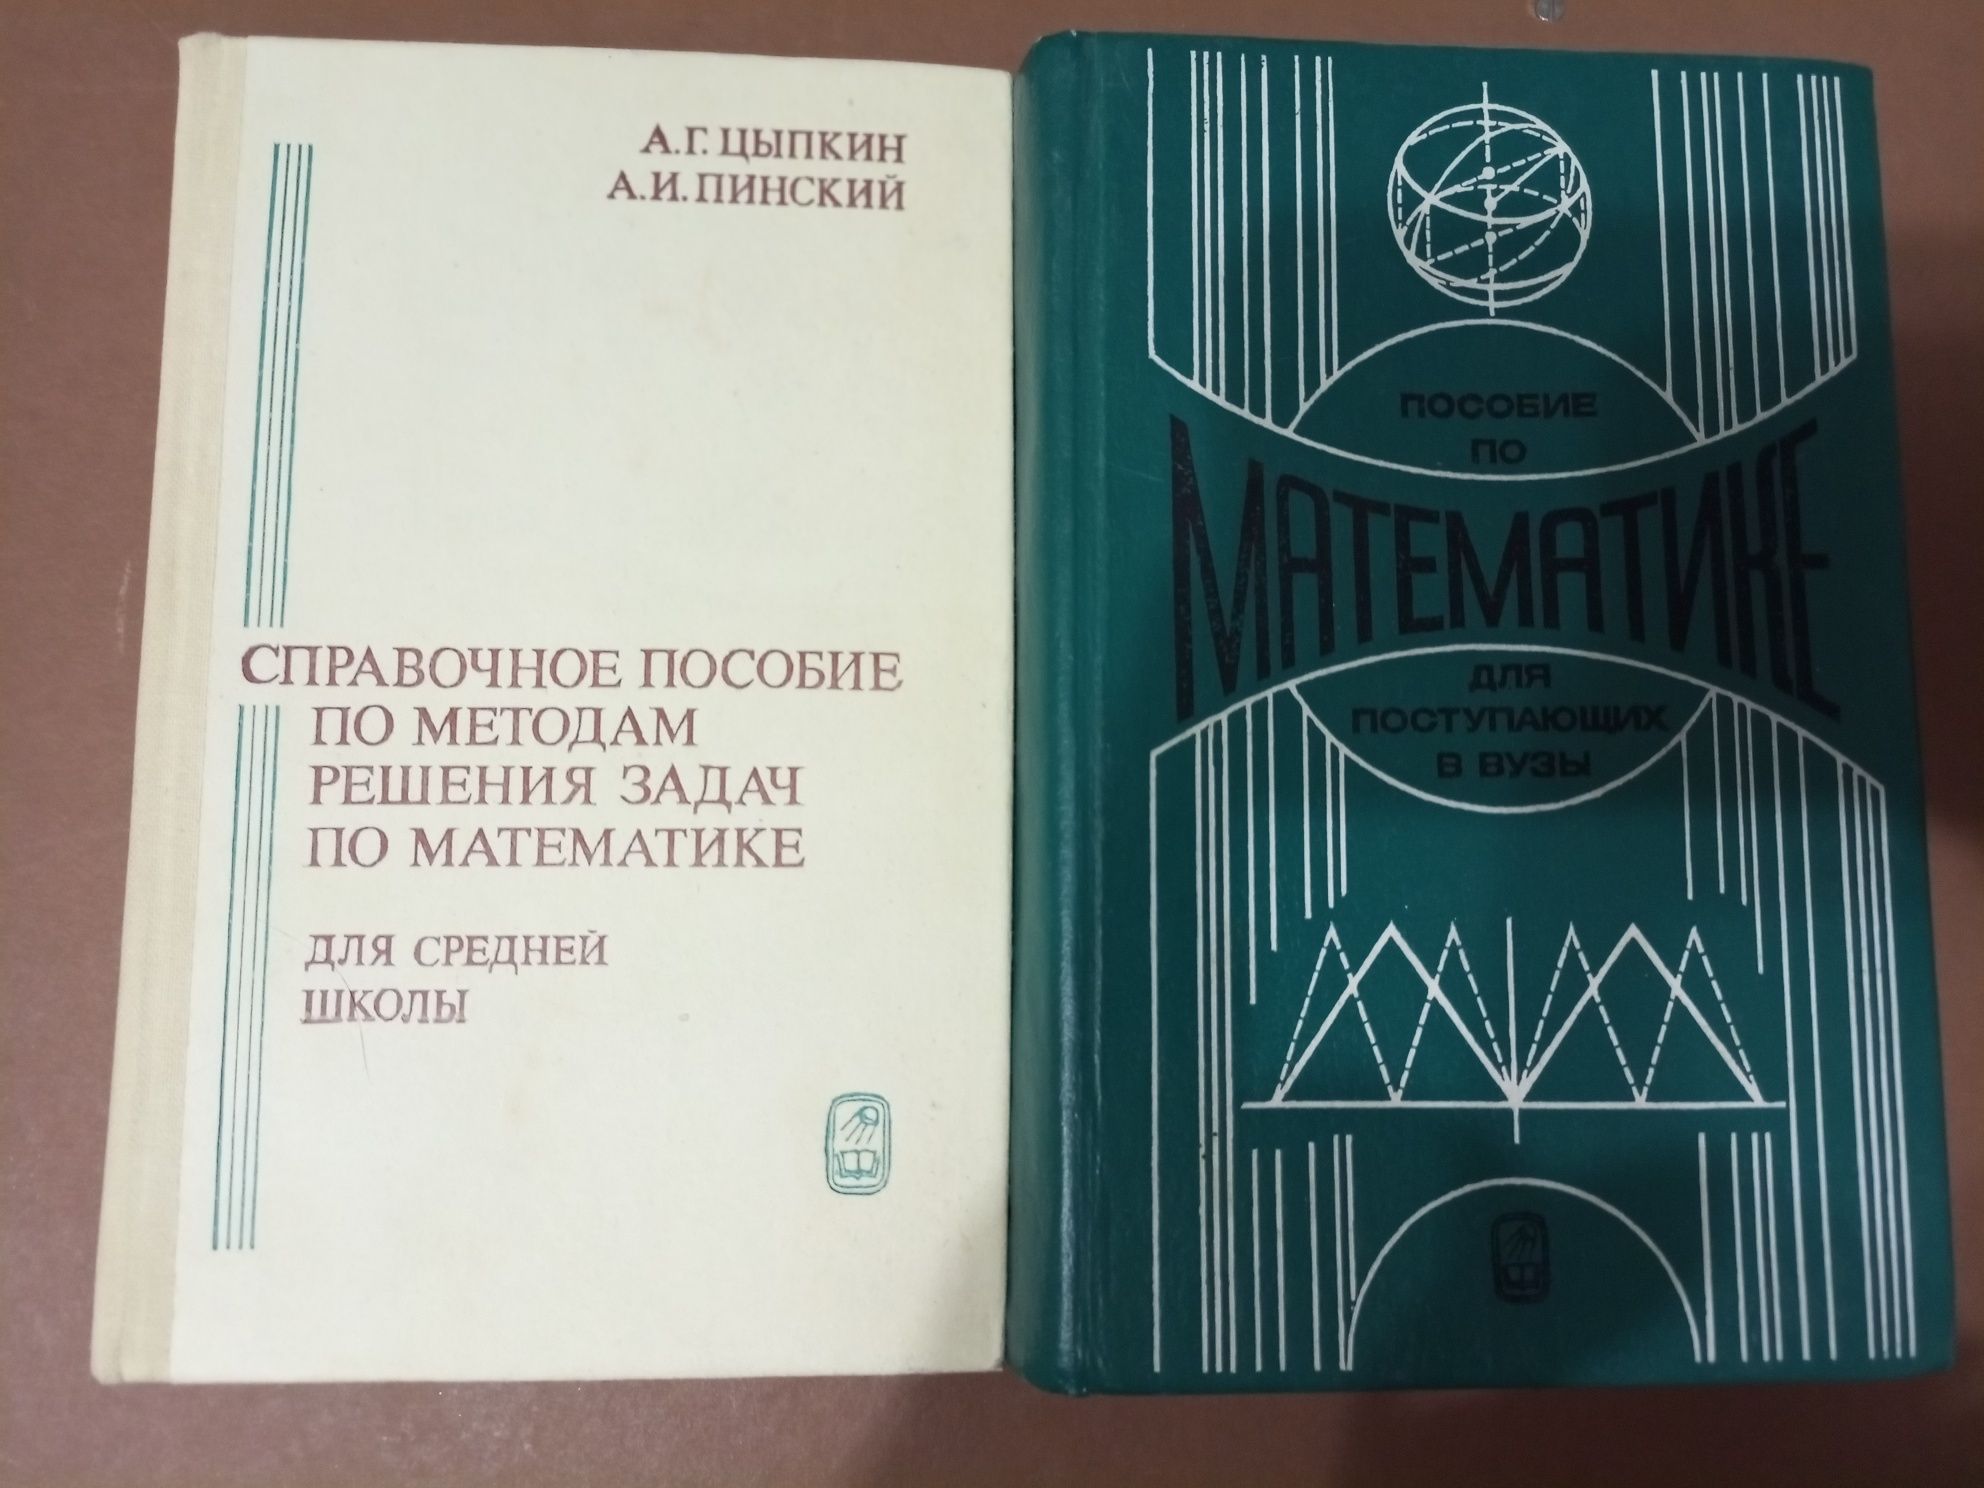 А.Г. ЦЫПКИН
А.И. ПИНСКИЙ
СПРАВОЧНОЕ ПОСОБИЕ
ПО МЕТОДАМ
РЕШЕНИЯ ЗАДАЧ
ПО МАТЕМАТИКЕ
ДЛЯ СРЕДНЕЙ
ШКОЛЫ
ПОСОБИЕ
ПО
МАТЕМАТИКЕ
ДЛЯ
ПОСТУПАЮЩИХ
В ВУЗЫ